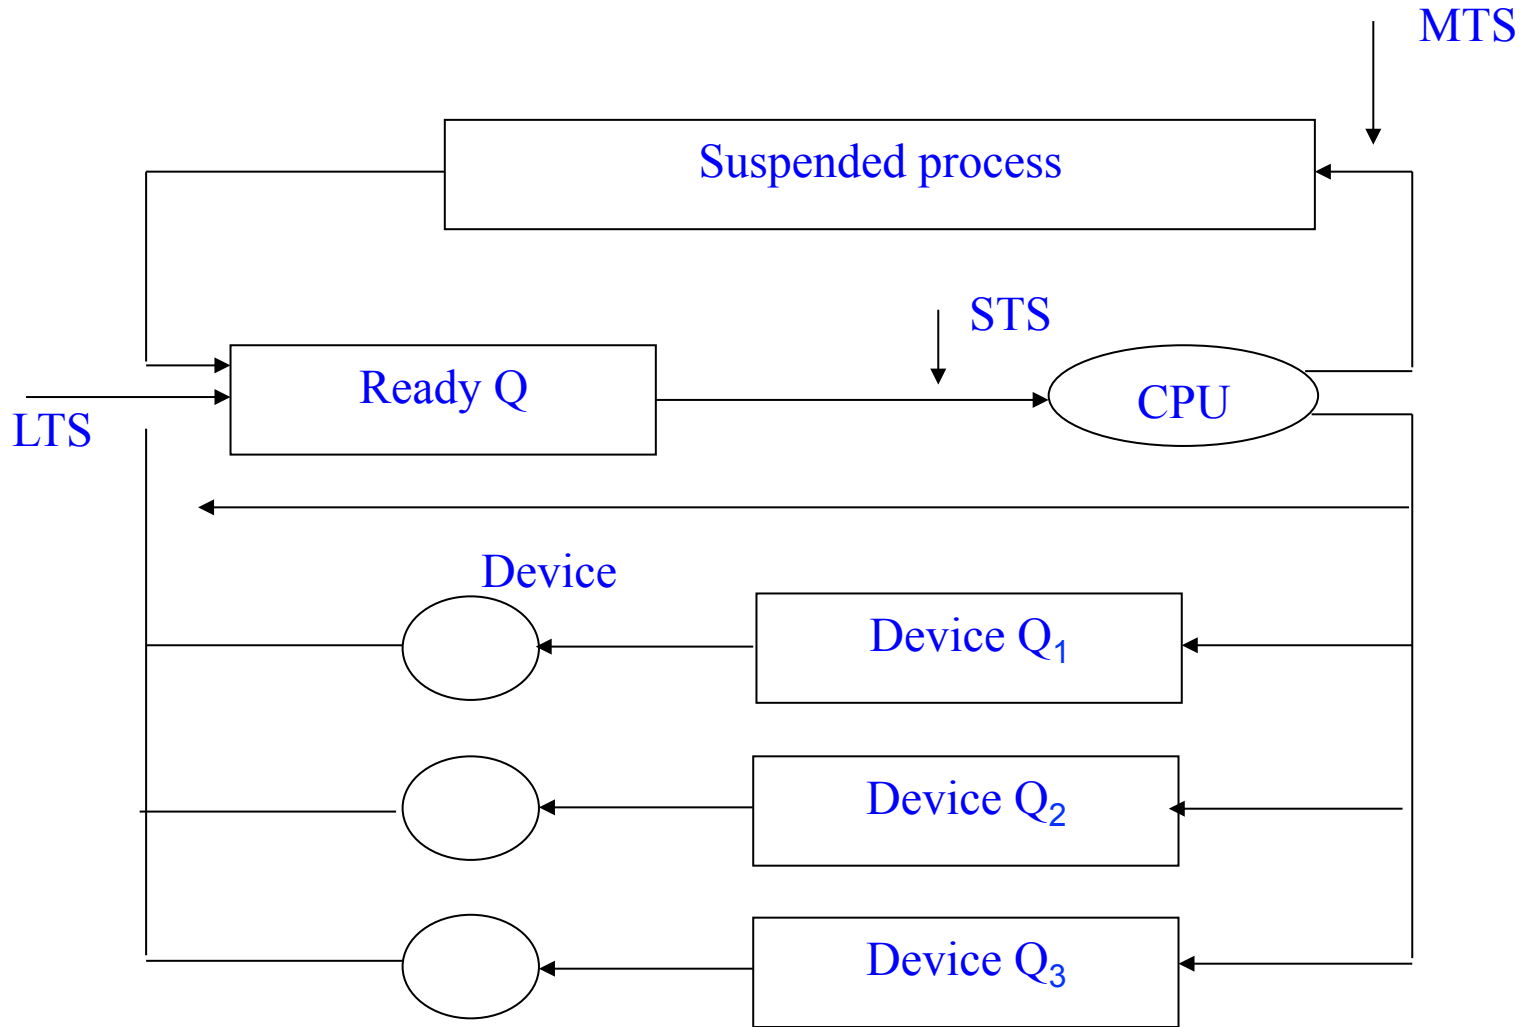 MTS
Suspended process
STS
Ready Q
CPU
LTS
Device
Device Q₁
Device Q₂
Device Q₃